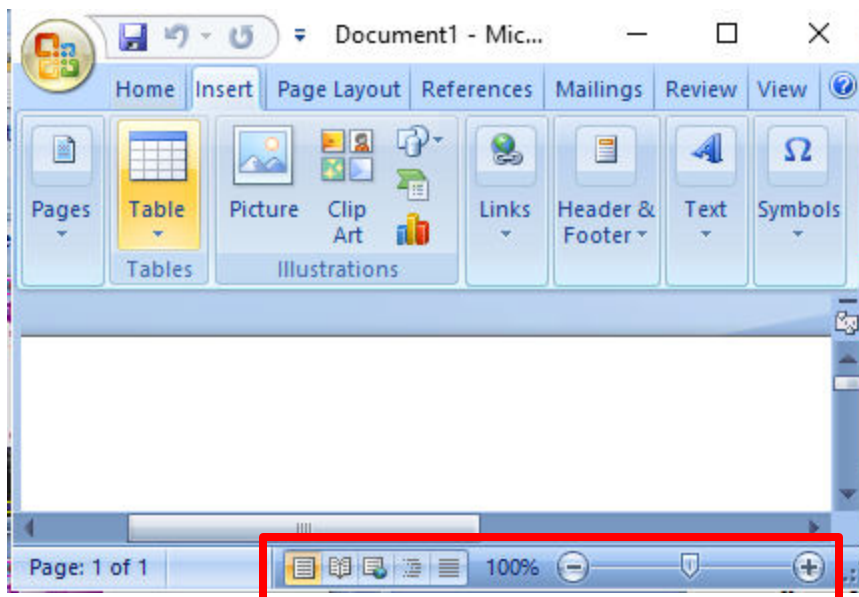 Document1 - Mic...
Home Insert Page Layout References Mailings Review View
Pages Table Picture Clip Art Links Header & Footer Text Symbols
Tables Illustrations
Page: 1 of 1 100%